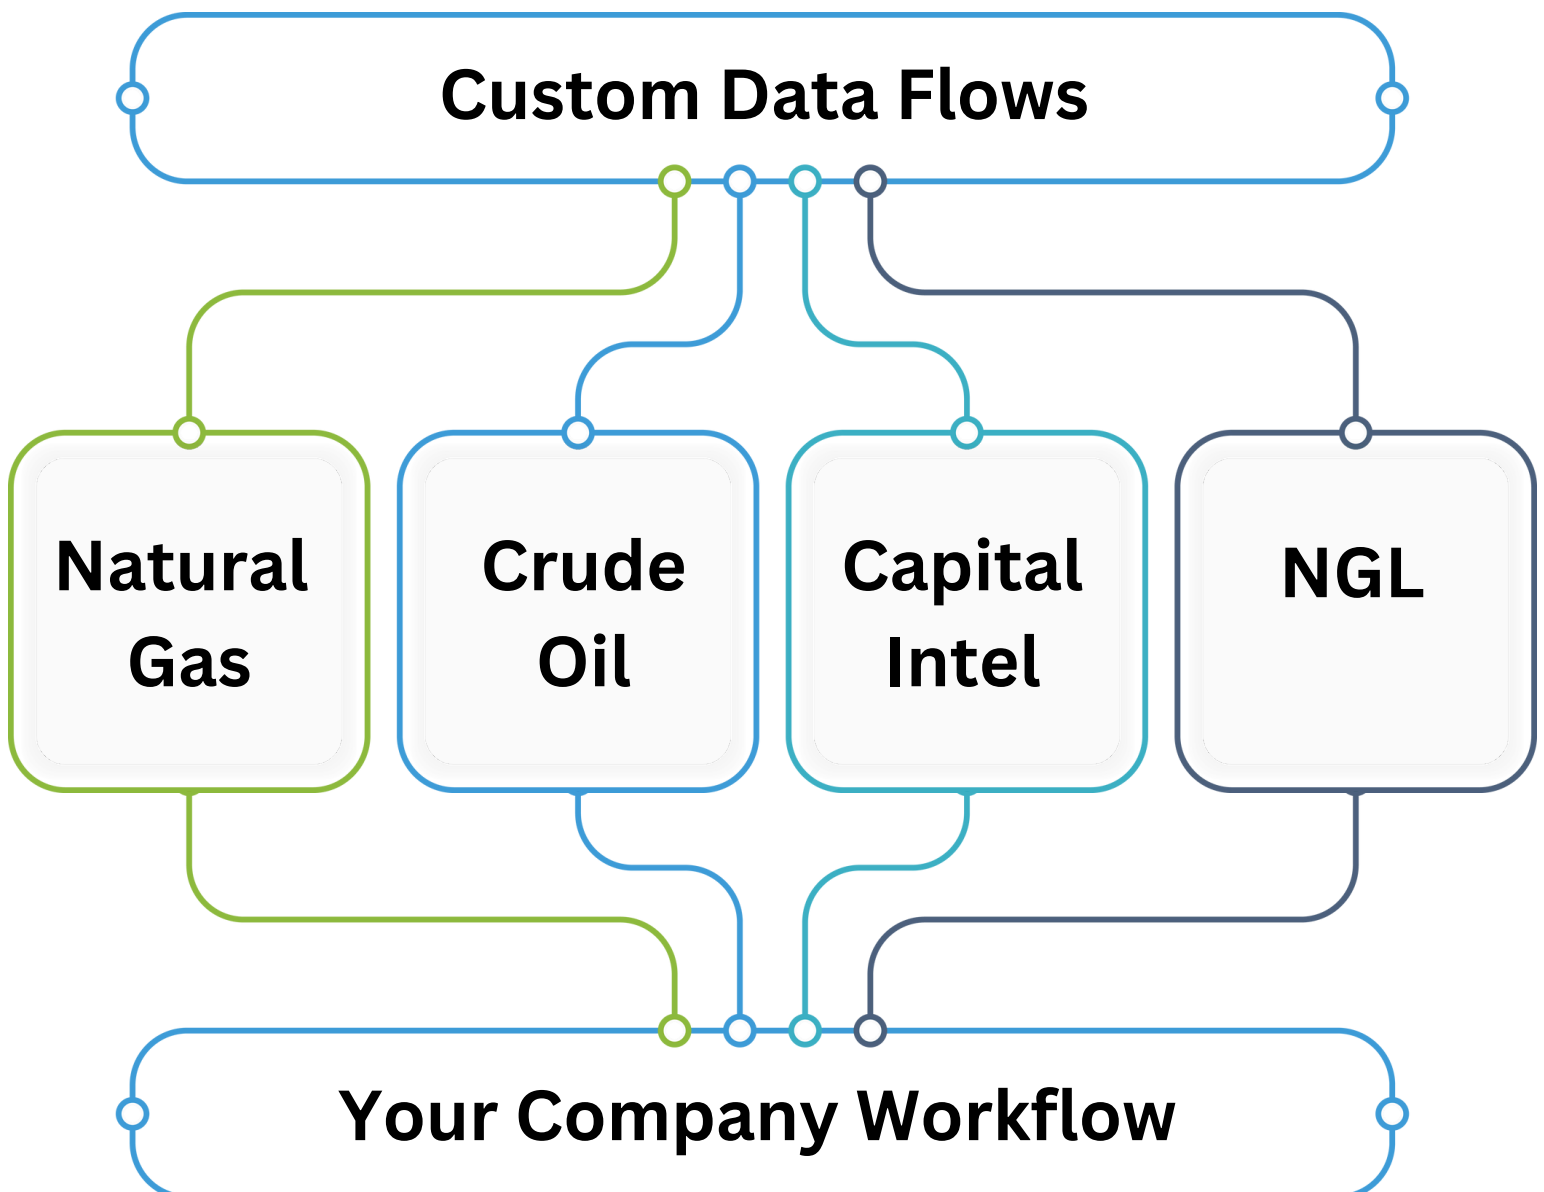 Custom Data Flows
Natural
Gas
Crude
Oil
Capital
Intel
NGL
Your Company Workflow